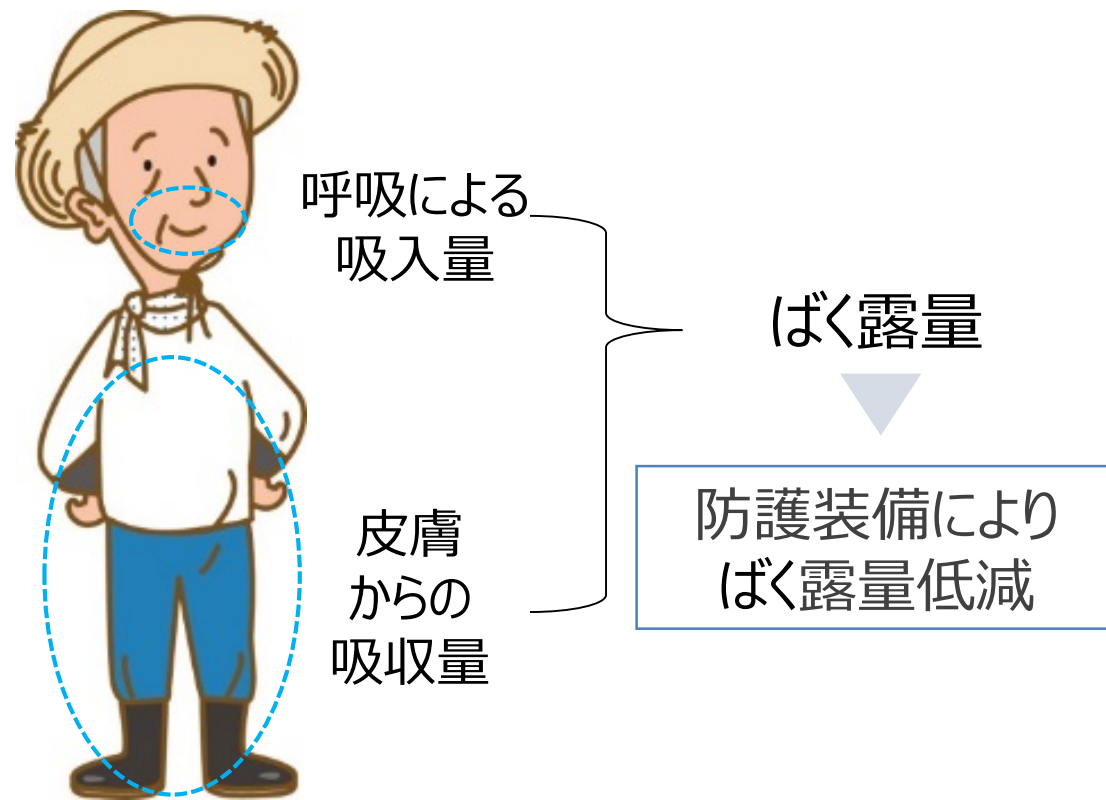 呼吸による
吸入量
ばく露量
防護装備により
ばく露量低減
皮膚
からの
吸収量